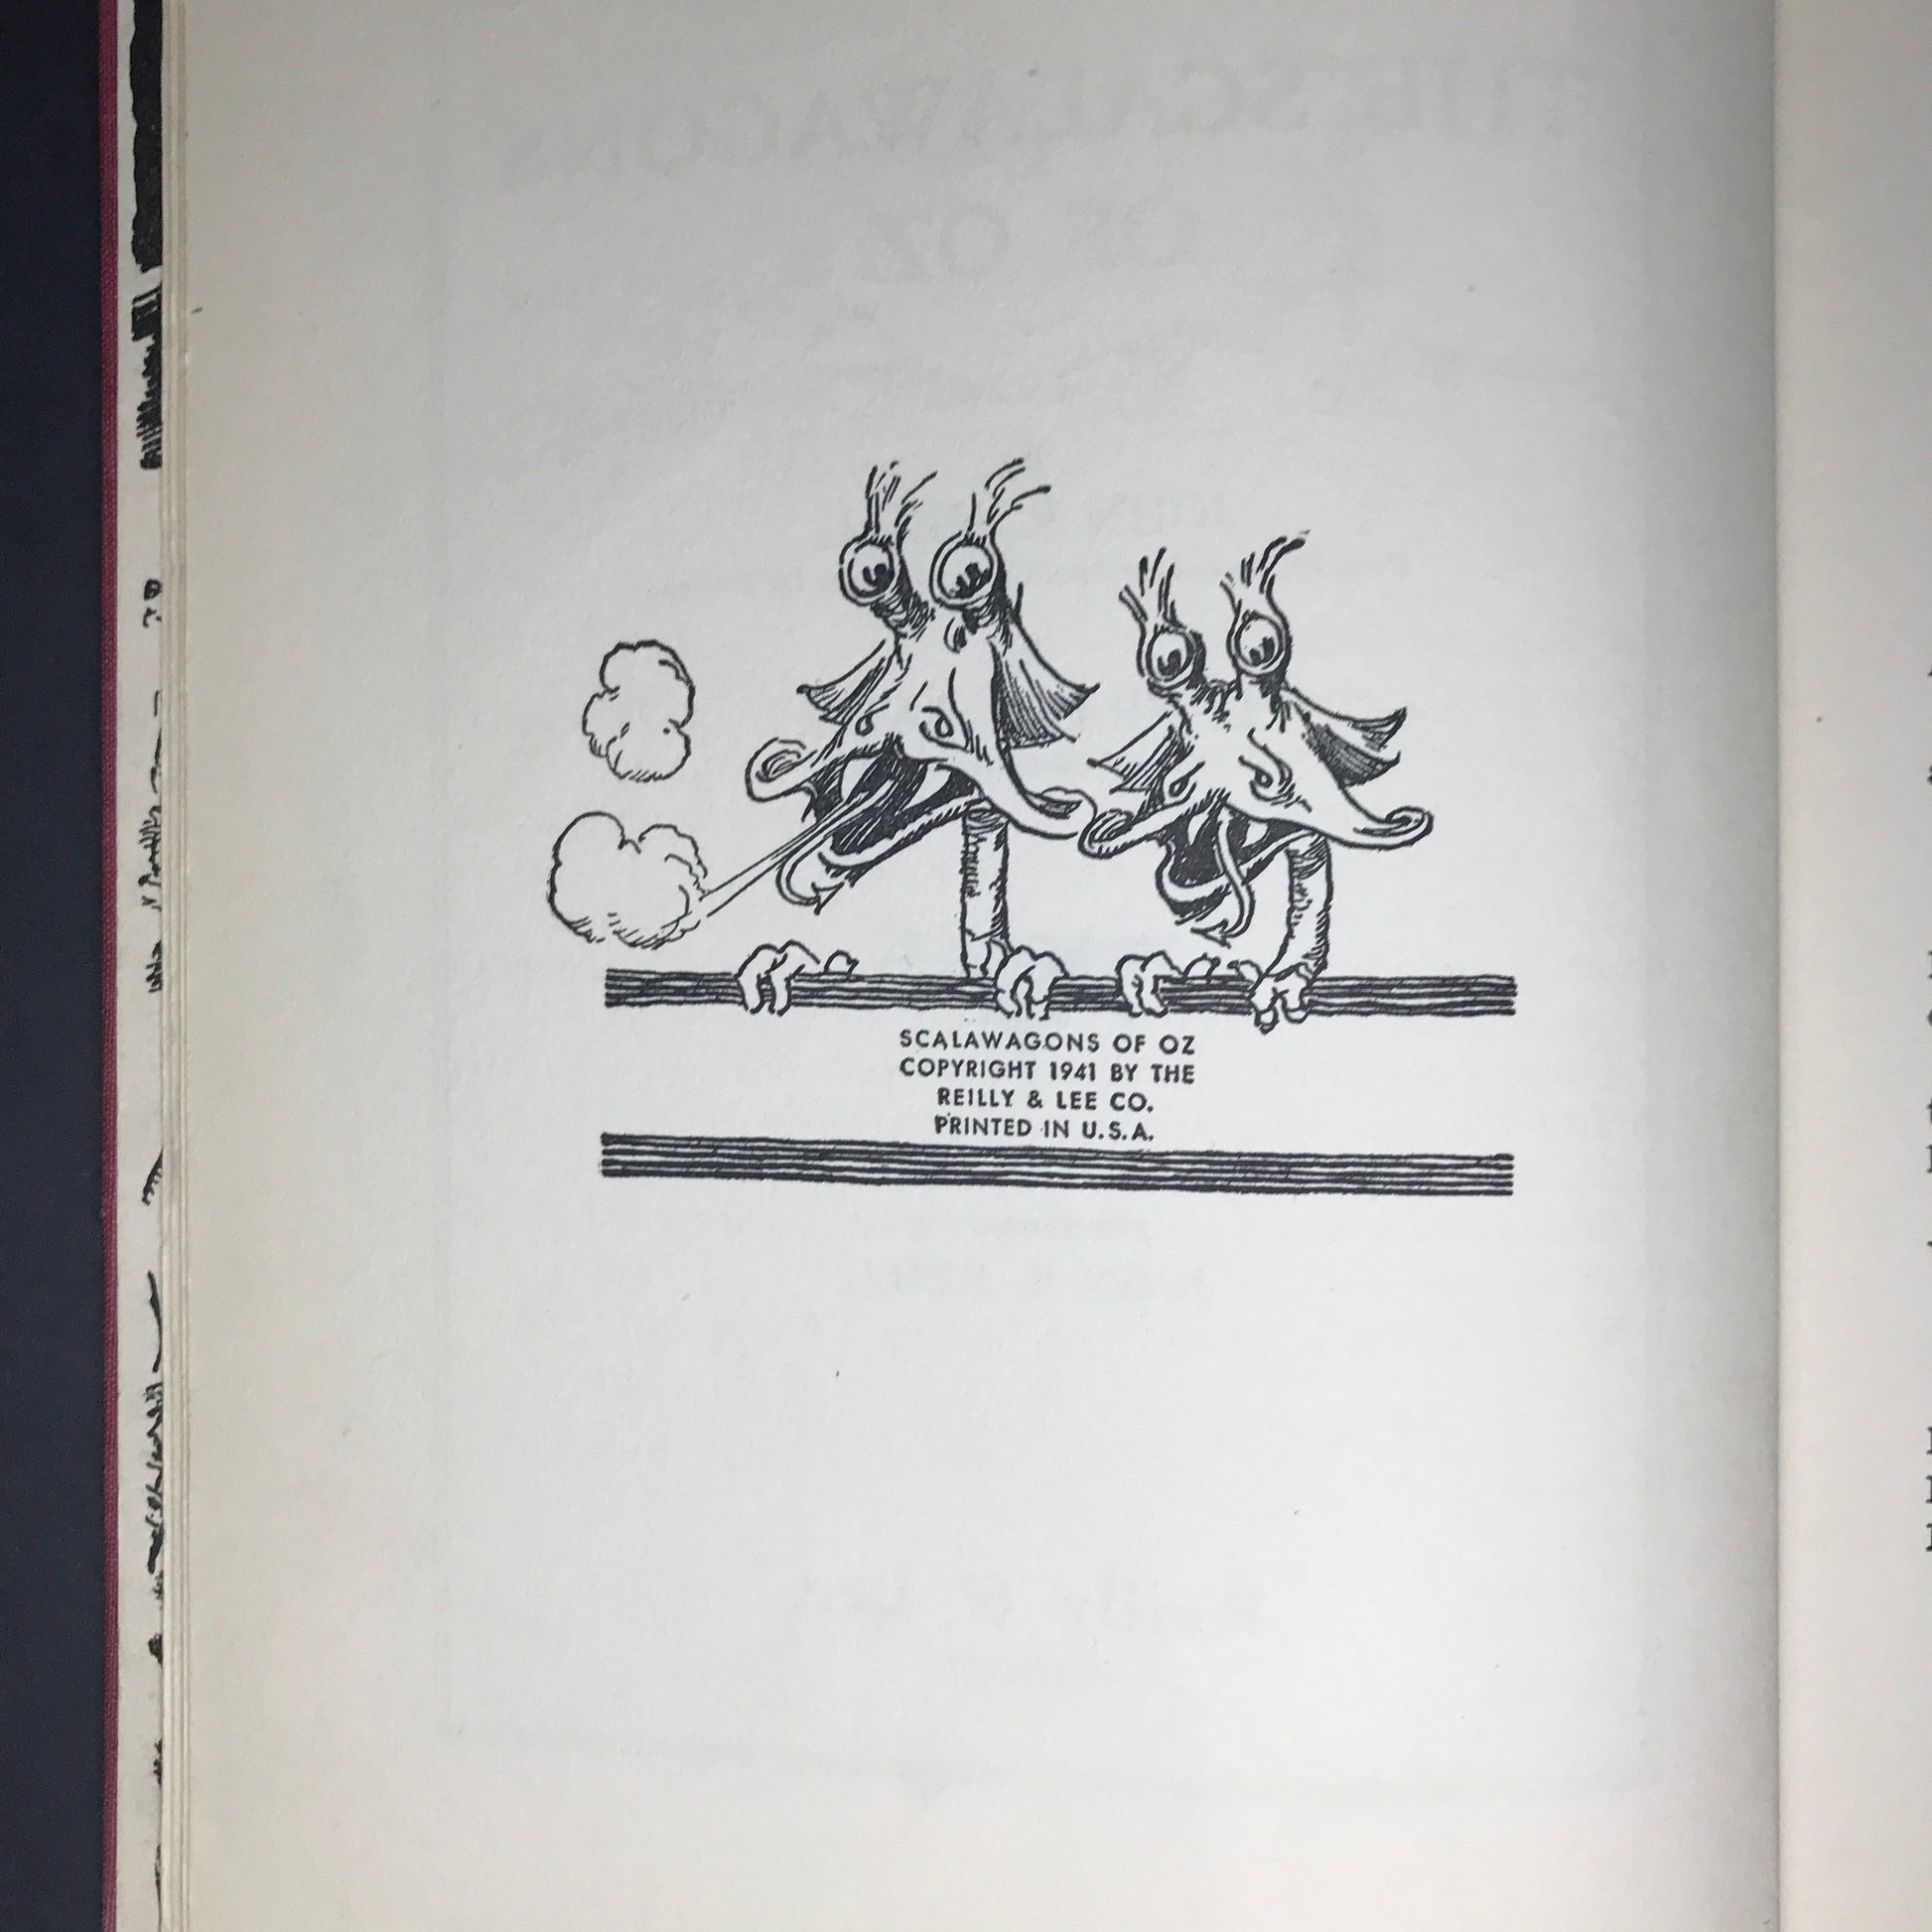 SCALAWAGONS OF OZ
COPYRIGHT 1941 BY THE
REILLY & LEE CO.
PRINTED IN U.S.A.